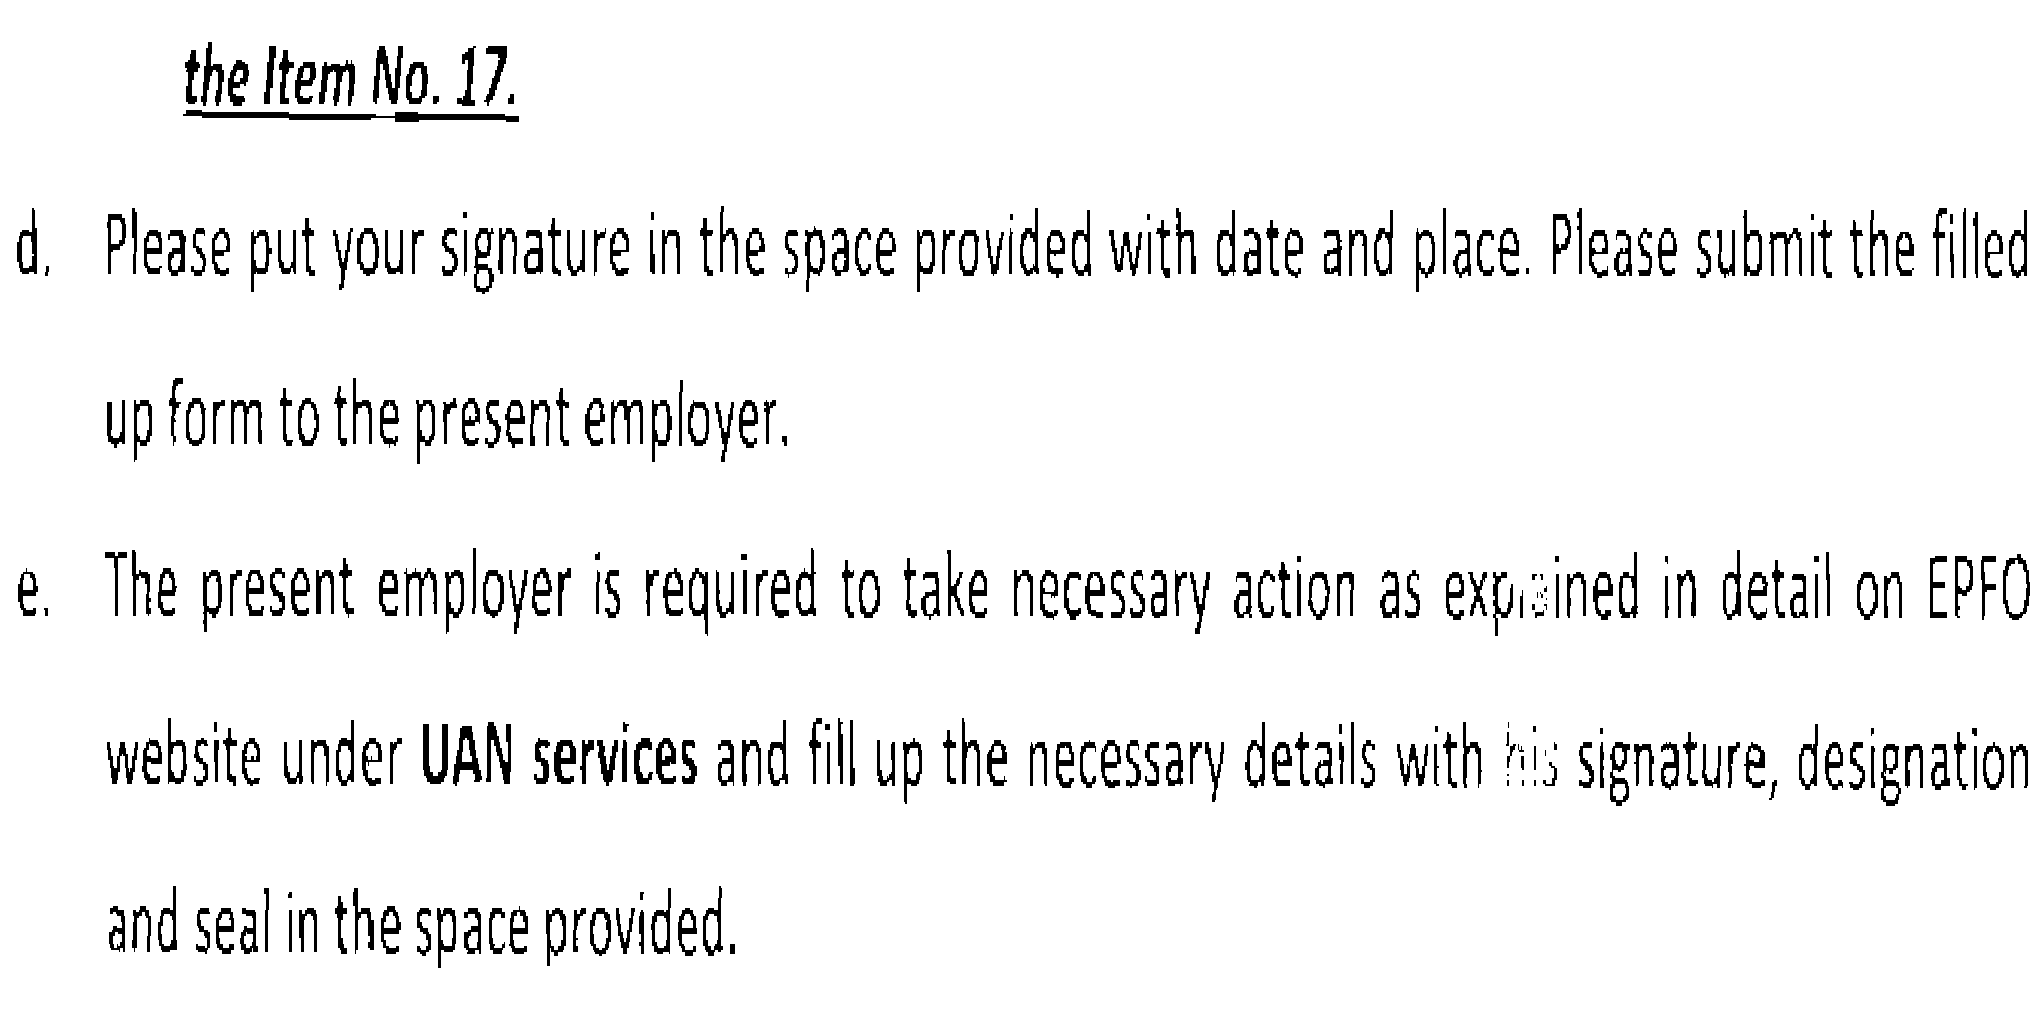 the Item No. 17.
d. Please put your signature in the space provided with date and place. Please submit the filled
up form to the present employer.
e. The present employer is required to take necessary action as explained in detail on EPFO
website under UAN services and fill up the necessary details with his signature, designation
and seal in the space provided.